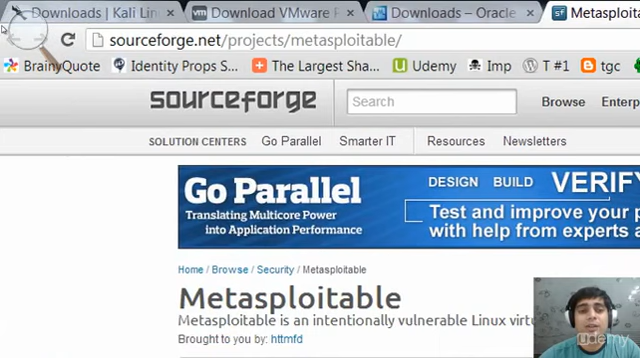 Downloads | Kali Lin
Download VMware P
Downloads – Oracle
Metasploita
sourceforge.net/projects/metasploitable/
BrainyQuote
Identity Props S...
The Largest Sha...
Udemy
Imp
T #1
tgc
sourceforge
Search
Browse
Enterp
SOLUTION CENTERS
Go Parallel
Smarter IT
Resources
Newsletters
Go Parallel
Translating Multicore Power
into Application Performance
DESIGN BUILD VERIFY
Test and improve your p
with help from experts a
Home / Browse / Security / Metasploitable
Metasploitable
Metasploitable is an intentionally vulnerable Linux virtu
Brought to you by: httmfd
udemy